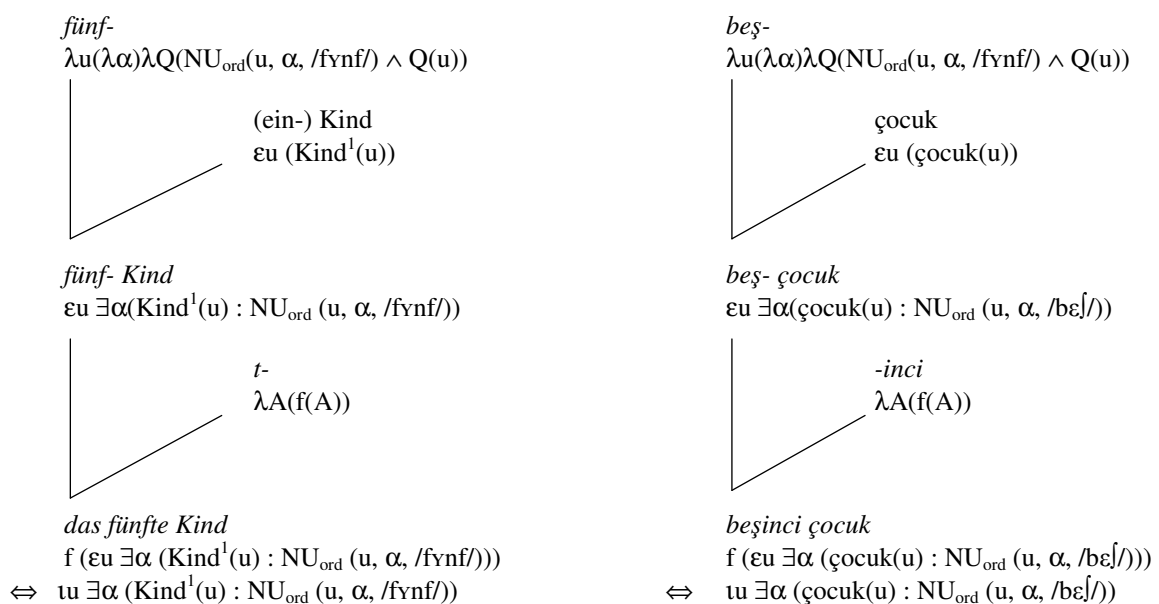 fünf-
λu(λα)λQ(NUord(u, α, /fʏnf/) ∧ Q(u))
(ein-) Kind
εu (Kind¹(u))
fünf- Kind
εu ∃α(Kind¹(u) : NUord (u, α, /fʏnf/))
t-
λA(f(A))
das fünfte Kind
f (εu ∃α (Kind¹(u) : NUord (u, α, /fʏnf/)))
⇔ ιu ∃α (Kind¹(u) : NUord (u, α, /fʏnf/))
beş-
λu(λα)λQ(NUord(u, α, /fʏnf/) ∧ Q(u))
çocuk
εu (çocuk(u))
beş- çocuk
εu ∃α(çocuk(u) : NUord (u, α, /bɛʃ/))
-inci
λA(f(A))
beşinci çocuk
f (εu ∃α (çocuk(u) : NUord (u, α, /bɛʃ/)))
⇔ ιu ∃α (çocuk(u) : NUord (u, α, /bɛʃ/))